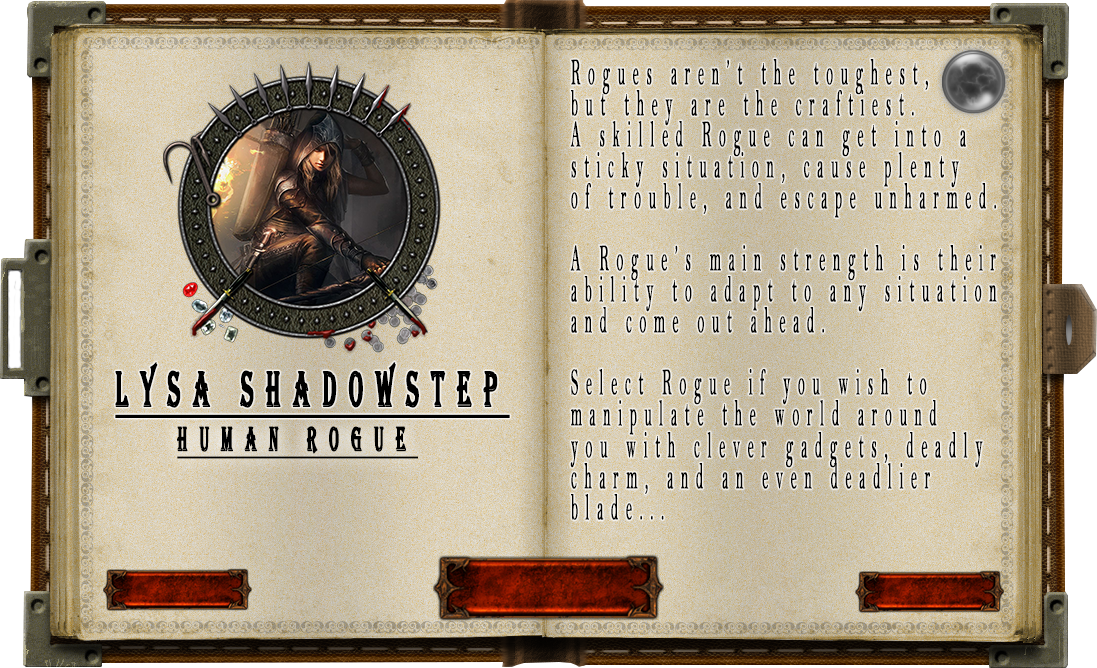 LYSA SHADOWSTEP
HUMAN ROGUE
Rogues aren't the toughest,
but they are the craftiest.
A skilled Rogue can get into a
sticky situation, cause plenty
of trouble, and escape unharmed.
A Rogue's main strength is their
ability to adapt to any situation
and come out ahead.
Select Rogue if you wish to
manipulate the world around
you with clever gadgets, deadly
charm, and an even deadlier
blade...